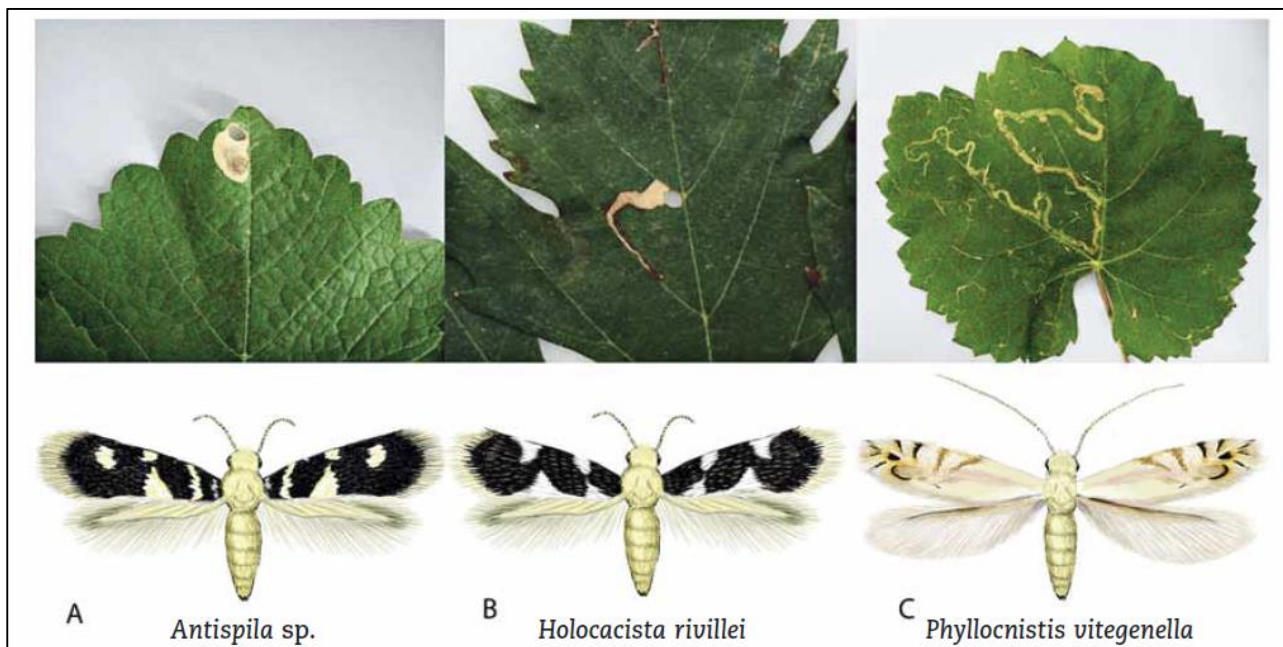 A
Antispila sp.
B
Holocacista rivillei
C
Phyllocnistis vitegenella